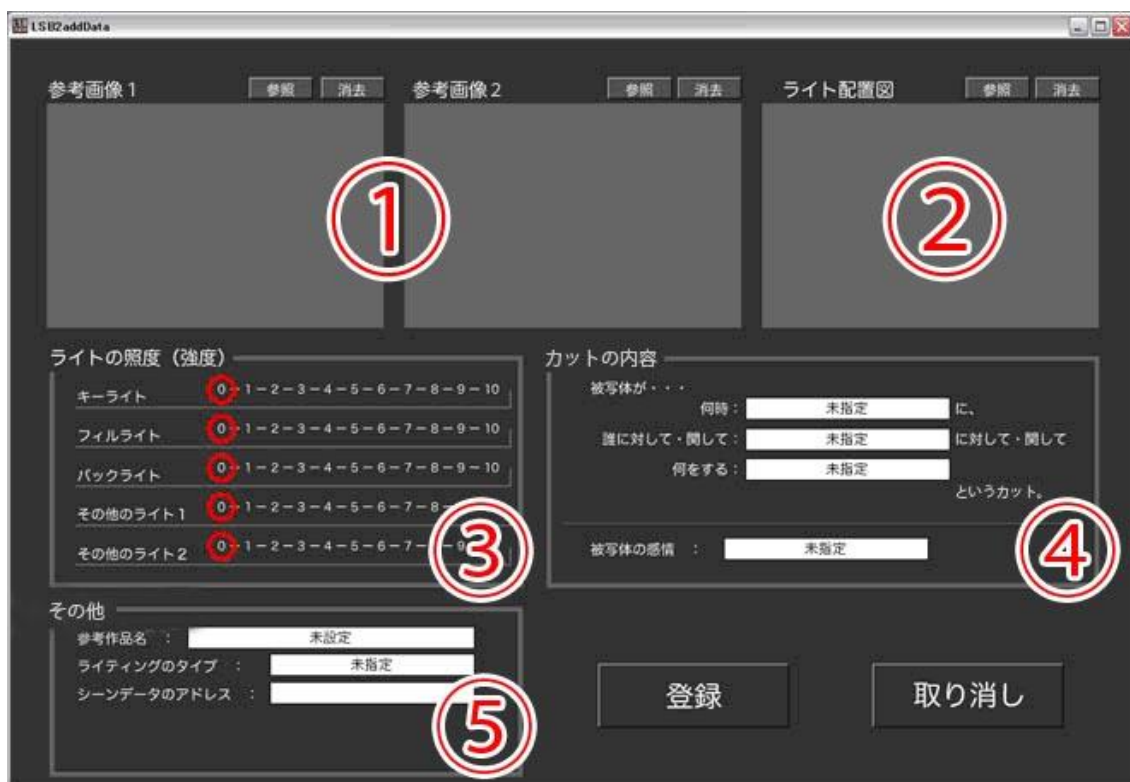 LSB2addData
参考画像1 参照 消去 参考画像2 参照 消去 ライト配置図 参照 消去
① ②
ライトの照度（強度）
キーライト 0-1-2-3-4-5-6-7-8-9-10
フィルライト 0-1-2-3-4-5-6-7-8-9-10
バックライト 0-1-2-3-4-5-6-7-8-9-10
その他のライト1 0-1-2-3-4-5-6-7-8-
その他のライト2 0-1-2-3-4-5-6-7-
③
カットの内容
被写体が・・・
何時： 未指定 に、
誰に対して・関して： 未指定 に対して・関して
何をする： 未指定
というカット。
被写体の感情 ： 未指定
④
その他
参考作品名 ： 未設定
ライティングのタイプ ： 未指定
シーンデータのアドレス ：
⑤
登録 取り消し